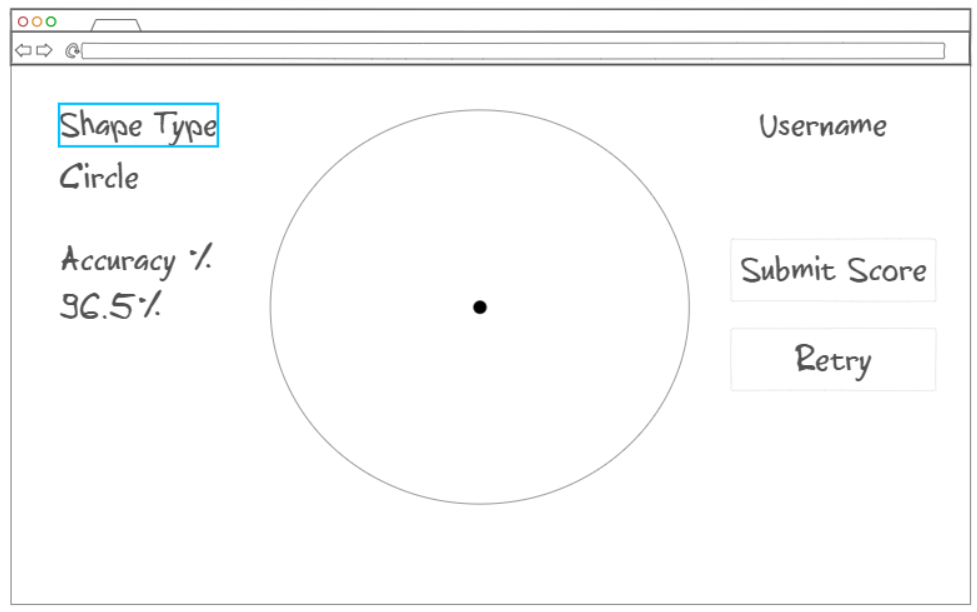 Shape Type
Circle
Accuracy %
96.5%
Username
Submit Score
Retry